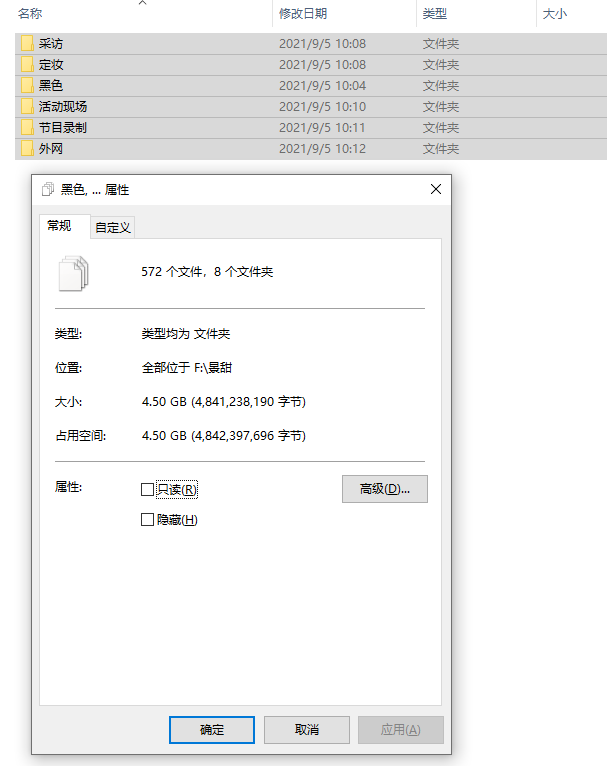 名称 修改日期 类型 大小
采访 2021/9/5 10:08 文件夹
定妆 2021/9/5 10:08 文件夹
黑色 2021/9/5 10:04 文件夹
活动现场 2021/9/5 10:10 文件夹
节目录制 2021/9/5 10:11 文件夹
外网 2021/9/5 10:12 文件夹
黑色, ... 属性
常规 自定义
572 个文件，8 个文件夹
类型: 类型均为 文件夹
位置: 全部位于 F:\景甜
大小: 4.50 GB (4,841,238,190 字节)
占用空间: 4.50 GB (4,842,397,696 字节)
属性: 只读(R) 高级(D)...
隐藏(H)
确定 取消 应用(A)